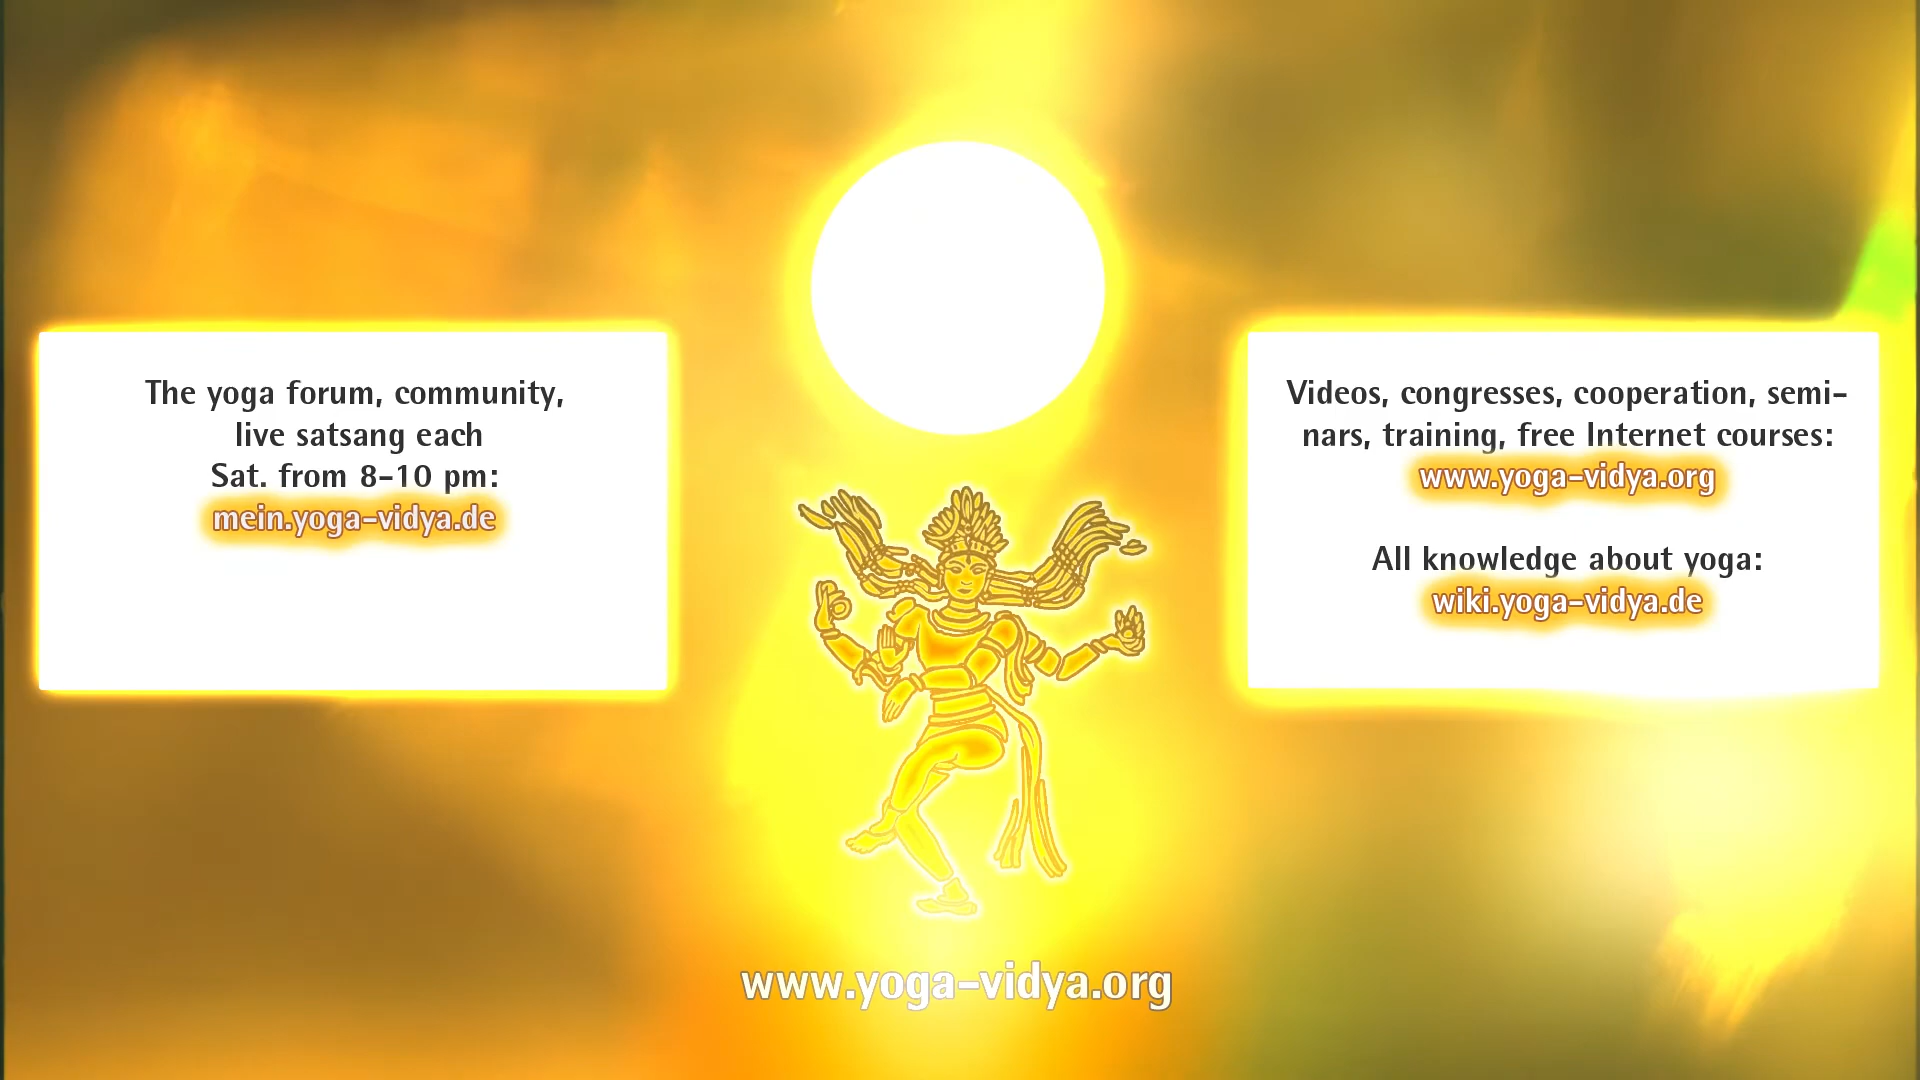 The yoga forum, community,
live satsang each
Sat. from 8-10 pm:
mein.yoga-vidya.de
Videos, congresses, cooperation, semi-
nars, training, free Internet courses:
www.yoga-vidya.org
All knowledge about yoga:
wiki.yoga-vidya.de
www.yoga-vidya.org